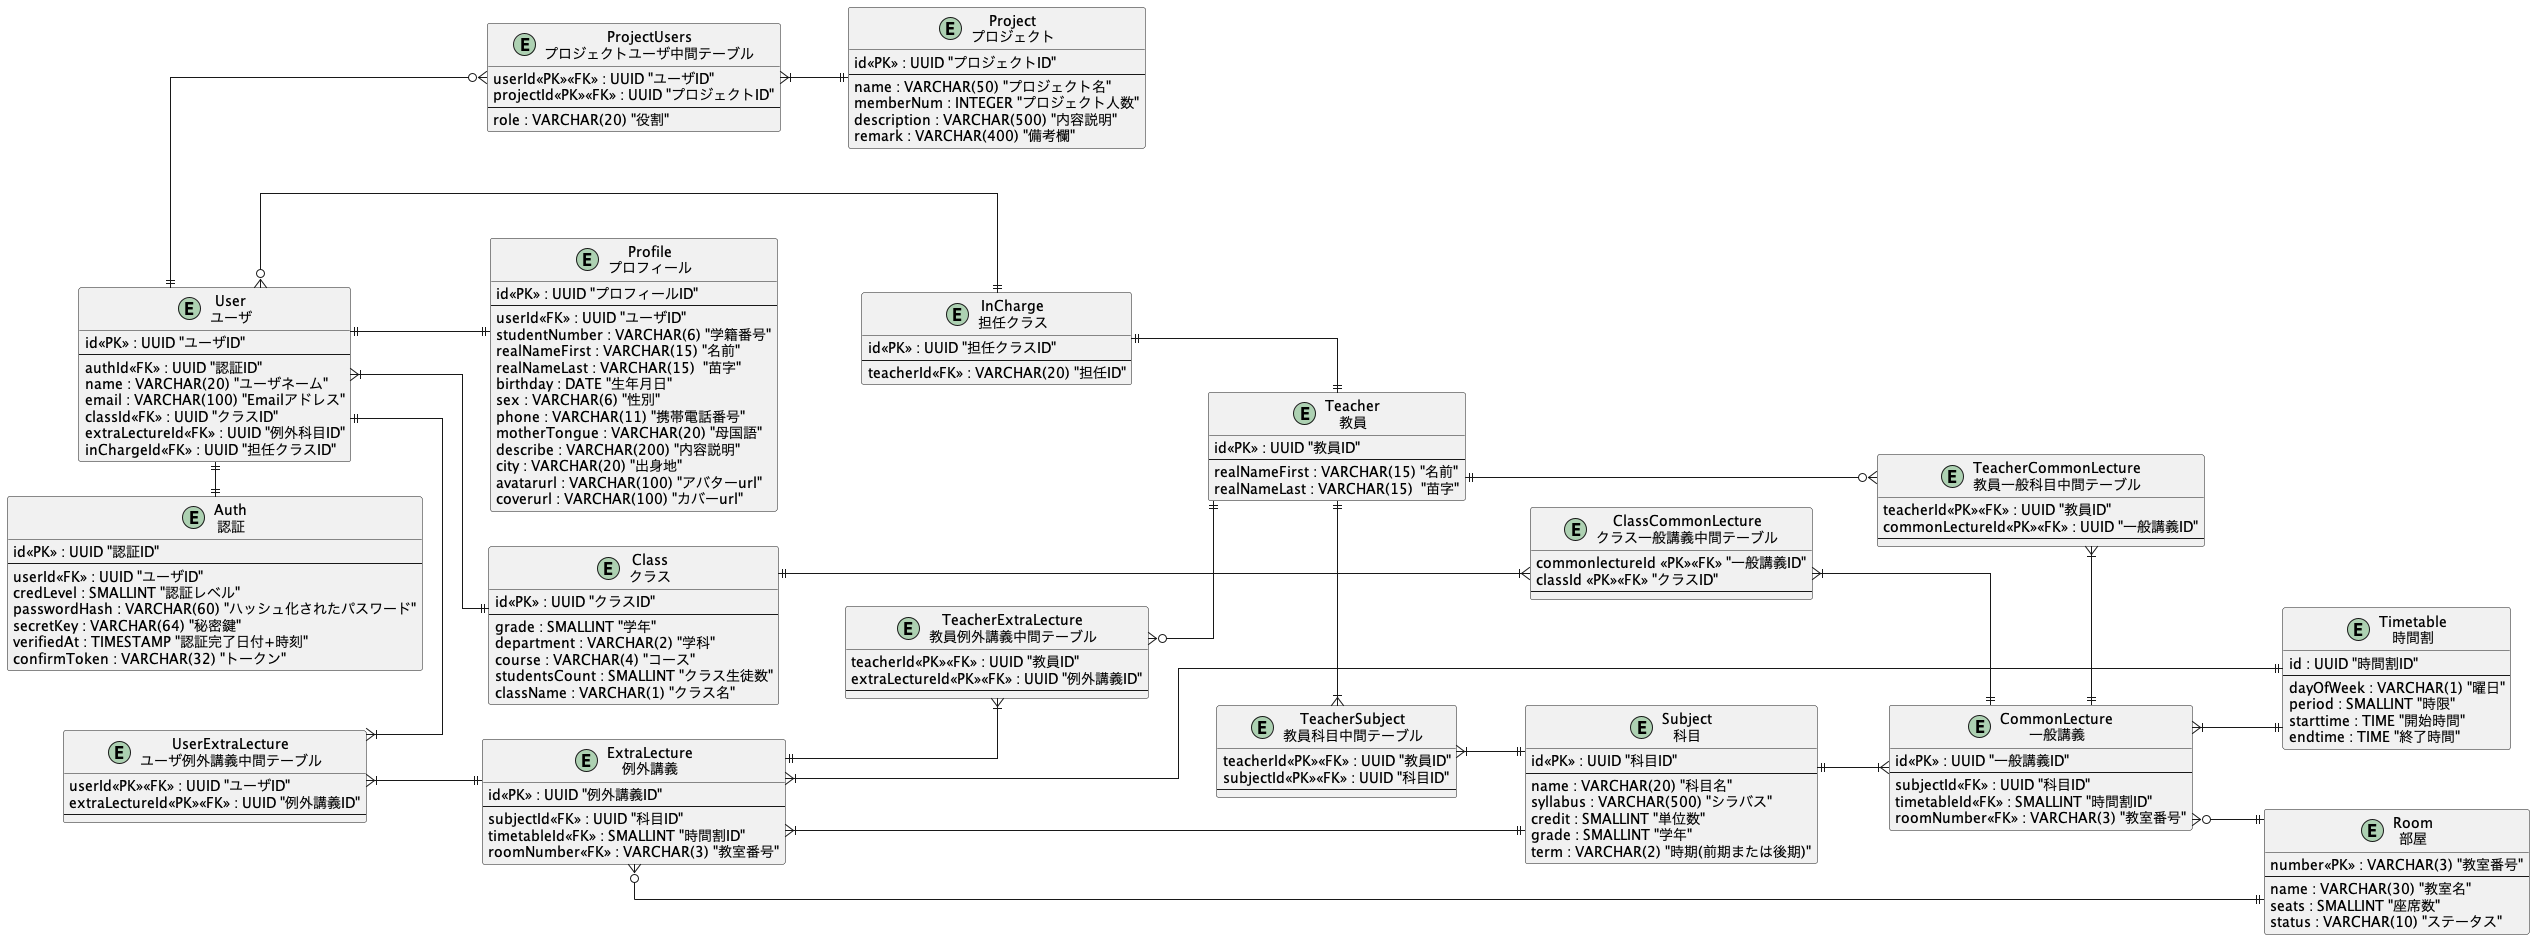 E
ProjectUsers
プロジェクトユーザ中間テーブル
userId«PK»«FK» : UUID "ユーザID"
projectId«PK»«FK» : UUID "プロジェクトID"
role : VARCHAR(20) "役割"
E
Project
プロジェクト
id«PK» : UUID "プロジェクトID"
name : VARCHAR(50) "プロジェクト名"
memberNum : INTEGER "プロジェクト人数"
description : VARCHAR(500) "内容説明"
remark : VARCHAR(400) "備考欄"
E
User
ユーザ
id«PK» : UUID "ユーザID"
authId«FK» : UUID "認証ID"
name : VARCHAR(20) "ユーザネーム"
email : VARCHAR(100) "Emailアドレス"
classId«FK» : UUID "クラスID"
extraLectureId«FK» : UUID "例外科目ID"
inChargeId«FK» : UUID "担任クラスID"
E
Profile
プロフィール
id«PK» : UUID "プロフィールID"
userId«FK» : UUID "ユーザID"
studentNumber : VARCHAR(6) "学籍番号"
realNameFirst : VARCHAR(15) "名前"
realNameLast : VARCHAR(15)  "苗字"
birthday : DATE "生年月日"
sex : VARCHAR(6) "性別"
phone : VARCHAR(11) "携帯電話番号"
motherTongue : VARCHAR(20) "母国語"
describe : VARCHAR(200) "内容説明"
city : VARCHAR(20) "出身地"
avatarurl : VARCHAR(100) "アバターurl"
coverurl : VARCHAR(100) "カバーurl"
E
InCharge
担任クラス
id«PK» : UUID "担任クラスID"
teacherId«FK» : VARCHAR(20) "担任ID"
E
Teacher
教員
id«PK» : UUID "教員ID"
realNameFirst : VARCHAR(15) "名前"
realNameLast : VARCHAR(15)  "苗字"
E
TeacherCommonLecture
教員一般科目中間テーブル
teacherId«PK»«FK» : UUID "教員ID"
commonLectureId«PK»«FK» : UUID "一般講義ID"
E
Auth
認証
id«PK» : UUID "認証ID"
userId«FK» : UUID "ユーザID"
credLevel : SMALLINT "認証レベル"
passwordHash : VARCHAR(60) "ハッシュ化されたパスワード"
secretKey : VARCHAR(64) "秘密鍵"
verifiedAt : TIMESTAMP "認証完了日付+時刻"
confirmToken : VARCHAR(32) "トークン"
E
Class
クラス
id«PK» : UUID "クラスID"
grade : SMALLINT "学年"
department : VARCHAR(2) "学科"
course : VARCHAR(4) "コース"
studentsCount : SMALLINT "クラス生徒数"
className : VARCHAR(1) "クラス名"
E
ClassCommonLecture
クラス一般講義中間テーブル
commonlectureId «PK»«FK» "一般講義ID"
classId «PK»«FK» "クラスID"
E
TeacherExtraLecture
教員例外講義中間テーブル
teacherId«PK»«FK» : UUID "教員ID"
extraLectureId«PK»«FK» : UUID "例外講義ID"
E
Timetable
時間割
id : UUID "時間割ID"
dayOfWeek : VARCHAR(1) "曜日"
period : SMALLINT "時限"
starttime : TIME "開始時間"
endtime : TIME "終了時間"
E
UserExtraLecture
ユーザ例外講義中間テーブル
userId«PK»«FK» : UUID "ユーザID"
extraLectureId«PK»«FK» : UUID "例外講義ID"
E
ExtraLecture
例外講義
id«PK» : UUID "例外講義ID"
subjectId«FK» : UUID "科目ID"
timetableId«FK» : SMALLINT "時間割ID"
roomNumber«FK» : VARCHAR(3) "教室番号"
E
TeacherSubject
教員科目中間テーブル
teacherId«PK»«FK» : UUID "教員ID"
subjectId«PK»«FK» : UUID "科目ID"
E
Subject
科目
id«PK» : UUID "科目ID"
name : VARCHAR(20) "科目名"
syllabus : VARCHAR(500) "シラバス"
credit : SMALLINT "単位数"
grade : SMALLINT "学年"
term : VARCHAR(2) "時期(前期または後期)"
E
CommonLecture
一般講義
id«PK» : UUID "一般講義ID"
subjectId«FK» : UUID "科目ID"
timetableId«FK» : SMALLINT "時間割ID"
roomNumber«FK» : VARCHAR(3) "教室番号"
E
Room
部屋
number«PK» : VARCHAR(3) "教室番号"
name : VARCHAR(30) "教室名"
seats : SMALLINT "座席数"
status : VARCHAR(10) "ステータス"